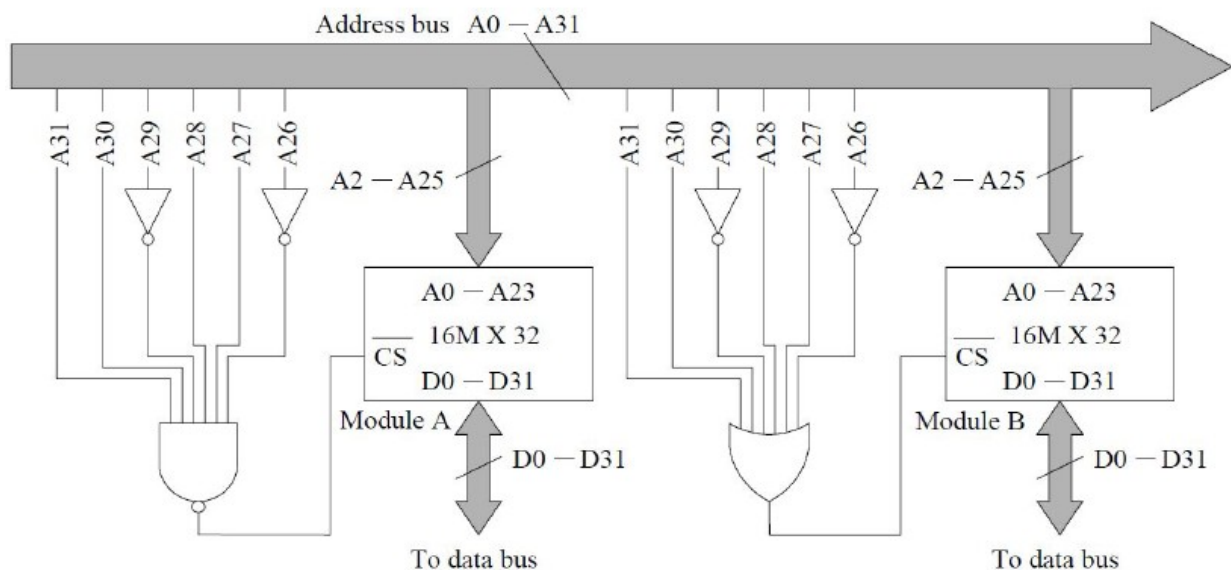 Address bus A0 – A31
A31
A30
A29
A28
A27
A26
A2 – A25
A31
A30
A29
A28
A27
A26
A2 – A25
A0 – A23
16M X 32
CS
D0 – D31
Module A
D0 – D31
To data bus
A0 – A23
16M X 32
CS
D0 – D31
Module B
D0 – D31
To data bus